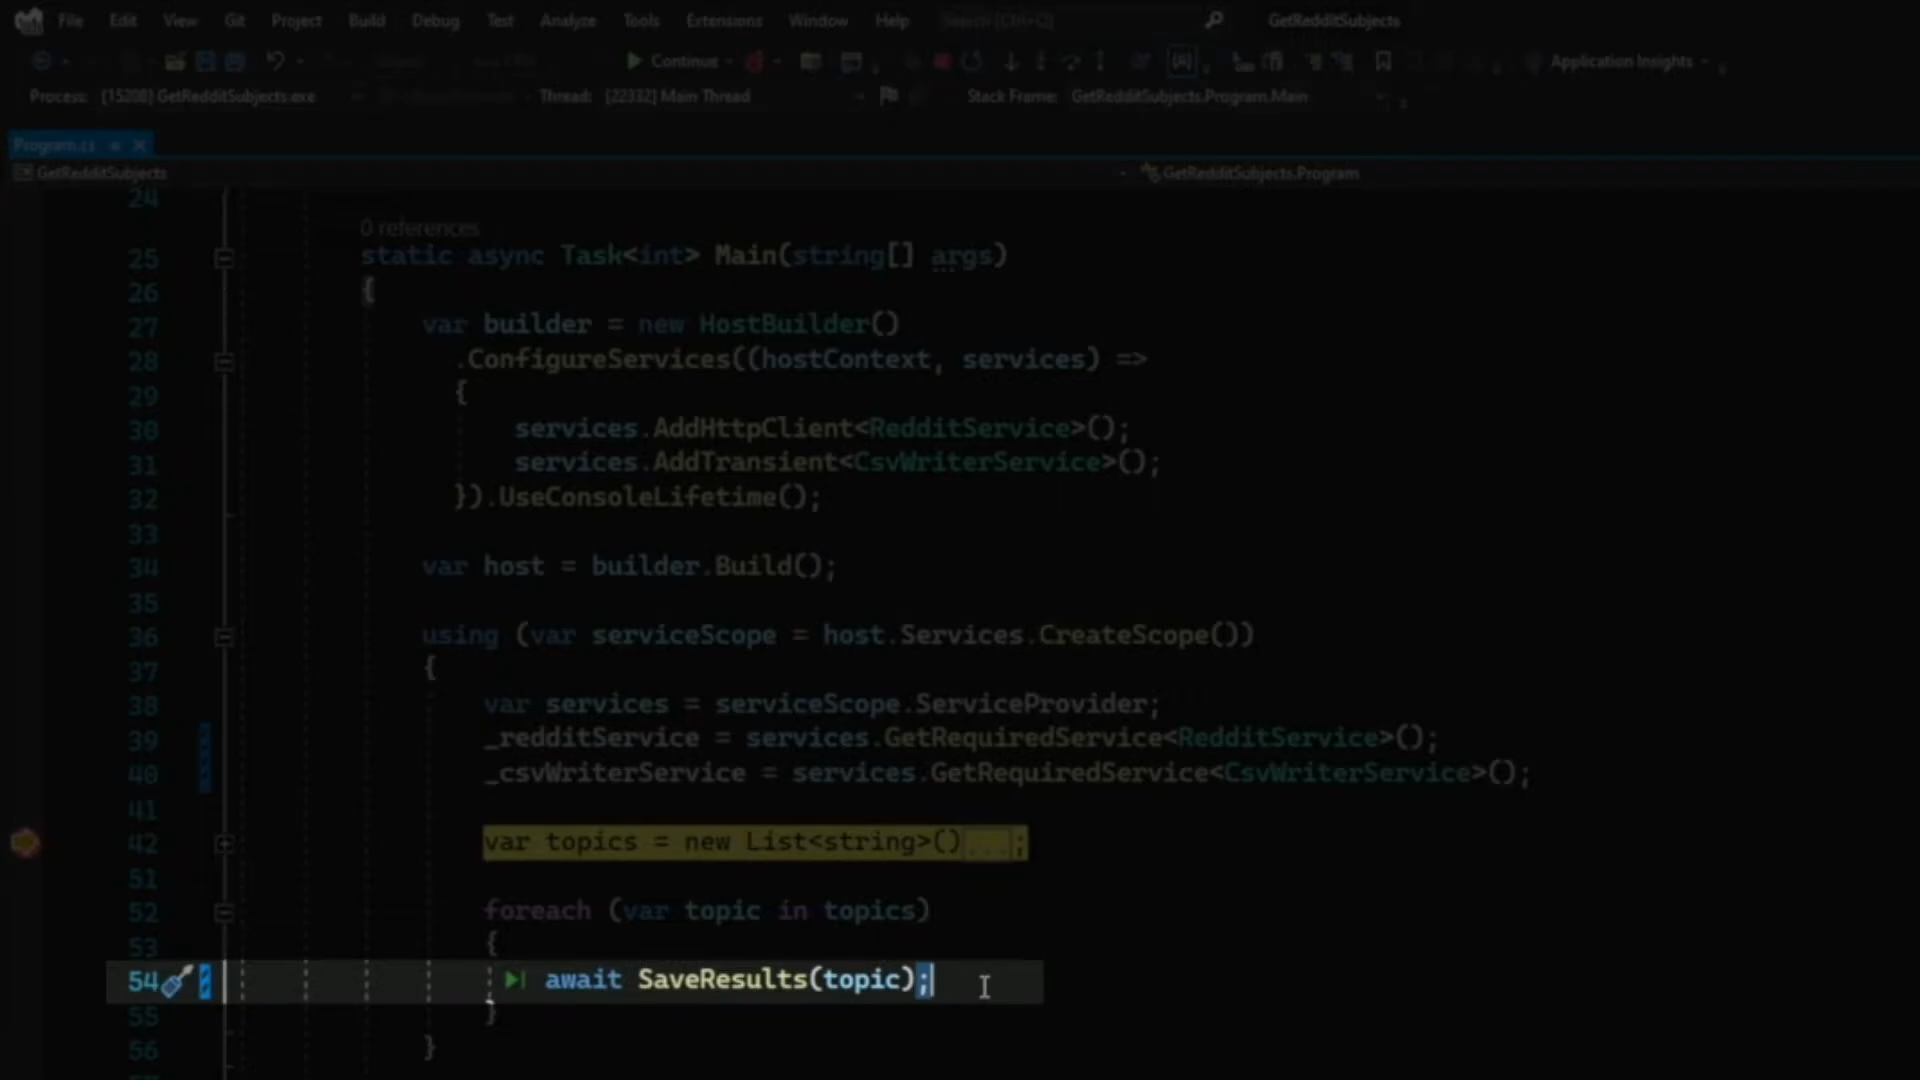 File Edit View Git Project Build Debug Test Analyze Tools Extensions Window Help Search (Ctrl+Q) GetRedditSubjects
Continue Application Insights
Process: [15208] GetRedditSubjects.exe Thread: [22332] Main Thread Stack Frame: GetRedditSubjects.Program.Main
Program.cs
GetRedditSubjects GetRedditSubjects.Program
24
0 references
25 static async Task<int> Main(string[] args)
26 {
27 var builder = new HostBuilder()
28 .ConfigureServices((hostContext, services) =>
29 {
30 services.AddHttpClient<RedditService>();
31 services.AddTransient<CsvWriterService>();
32 }).UseConsoleLifetime();
33
34 var host = builder.Build();
35
36 using (var serviceScope = host.Services.CreateScope())
37 {
38 var services = serviceScope.ServiceProvider;
39 _redditService = services.GetRequiredService<RedditService>();
40 _csvWriterService = services.GetRequiredService<CsvWriterService>();
41
42 var topics = new List<string>()...;
51
52 foreach (var topic in topics)
53 {
54 await SaveResults(topic);
55 }
56 }